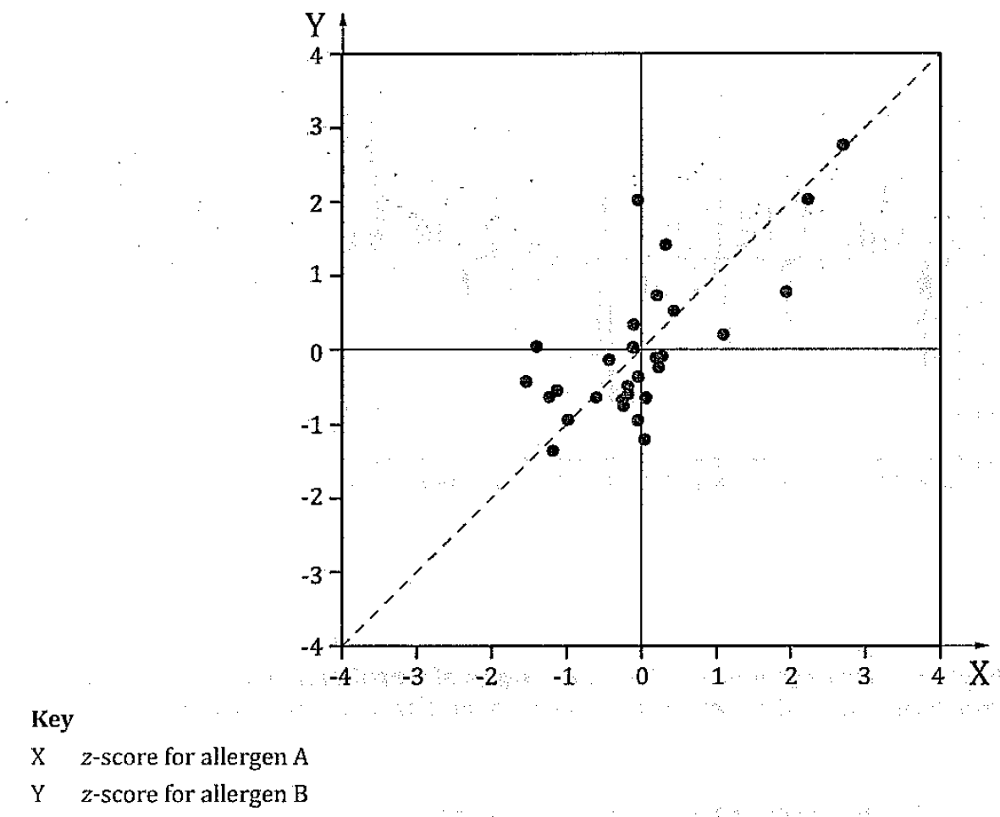 Y
4
3
2
1
0
-1
-2
-3
-4
-4 -3 -2 -1 0 1 2 3 4 X
Key
X z-score for allergen A
Y z-score for allergen B